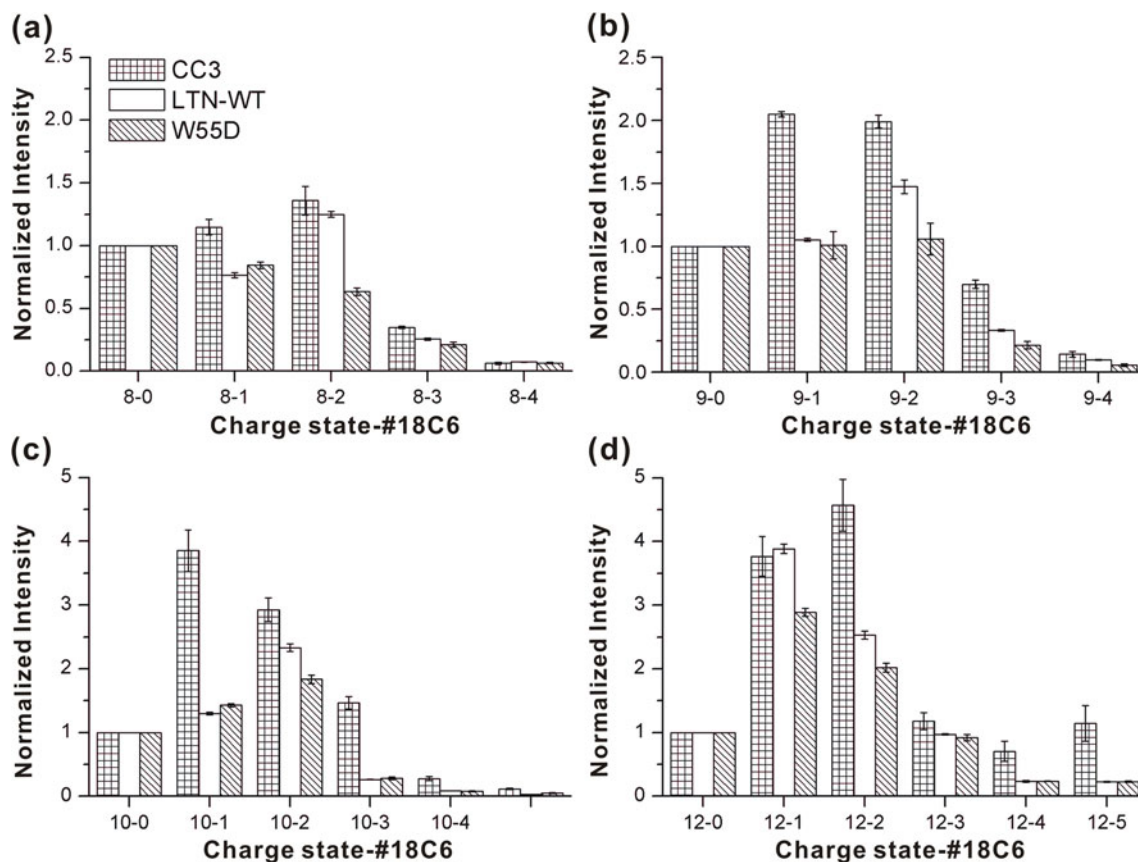 (a)
2.5
2.0
1.5
1.0
0.5
0.0
Normalized Intensity
CC3
LTN-WT
W55D
8-0 8-1 8-2 8-3 8-4
Charge state-#18C6
(b)
2.5
2.0
1.5
1.0
0.5
0.0
Normalized Intensity
9-0 9-1 9-2 9-3 9-4
Charge state-#18C6
(c)
5
4
3
2
1
0
Normalized Intensity
10-0 10-1 10-2 10-3 10-4
Charge state-#18C6
(d)
5
4
3
2
1
0
Normalized Intensity
12-0 12-1 12-2 12-3 12-4 12-5
Charge state-#18C6